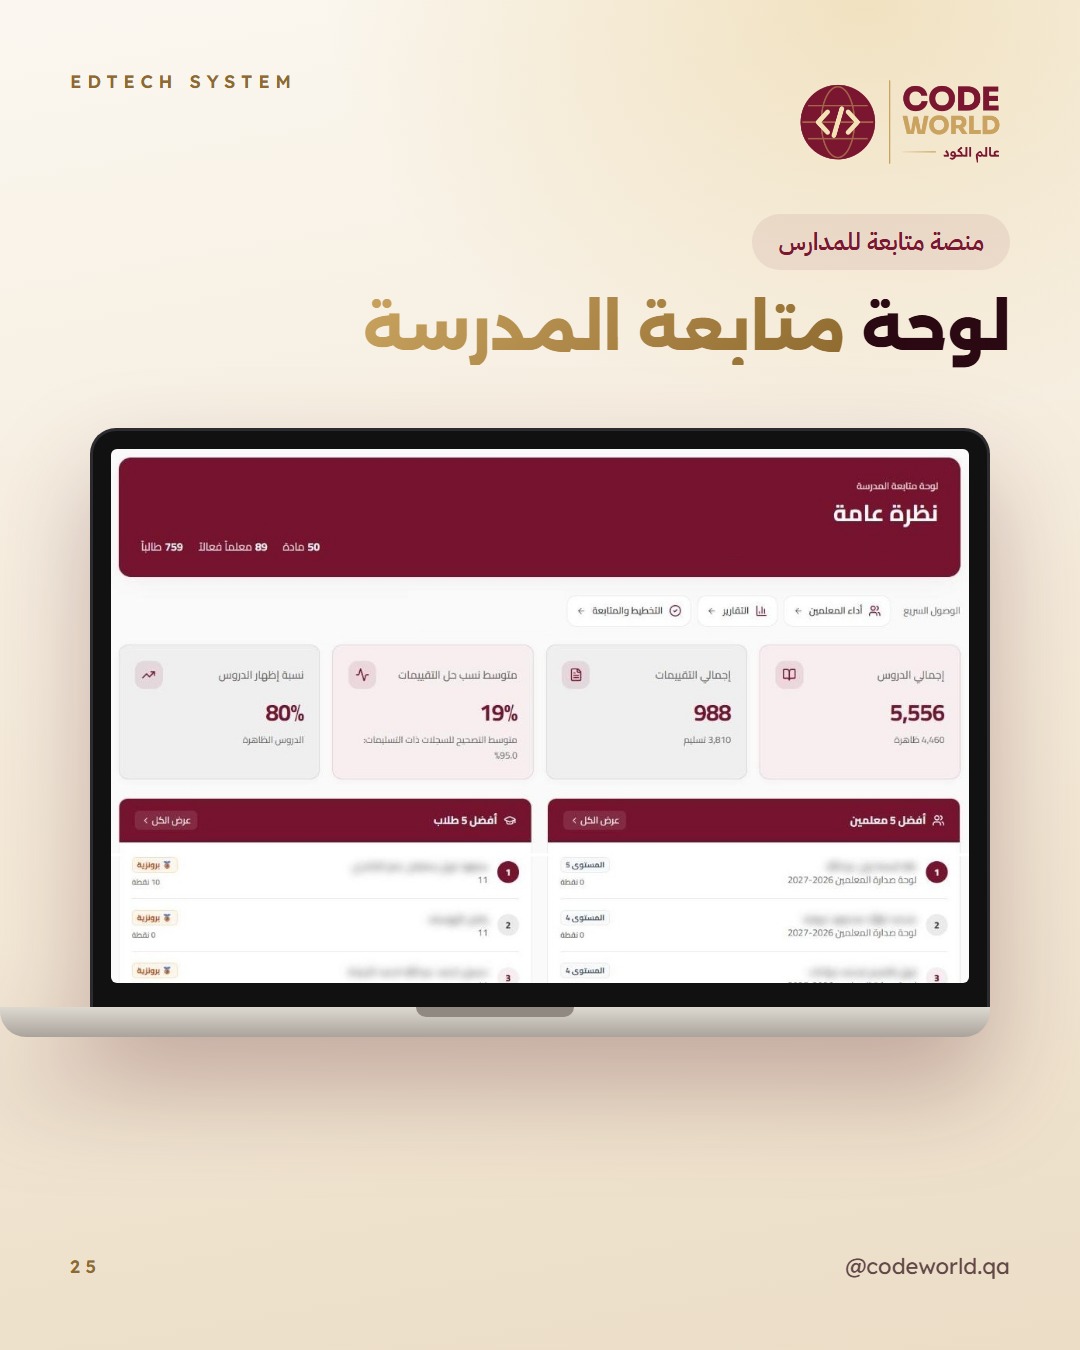 EDTECH SYSTEM
CODE
WORLD
عالم الكود
منصة متابعة للمدارس
لوحة متابعة المدرسة
لوحة متابعة المدرسة
نظرة عامة
50 مادة 89 معلماً فعالاً 759 طالباً
الوصول السريع أداء المعلمين ← التقارير ← التخطيط والمتابعة ←
إجمالي الدروس
5,556
4,460 ظاهرة
إجمالي التقييمات
988
3,810 تسليم
متوسط نسب حل التقييمات
19%
متوسط التصحيح للسجلات ذات التسليمات:
%95.0
نسبة إظهار الدروس
80%
الدروس الظاهرة
أفضل 5 معلمين عرض الكل
1 المستوى 5
لوحة صدارة المعلمين 2026-2027 0 نقطة
2 المستوى 4
لوحة صدارة المعلمين 2026-2027 0 نقطة
3 المستوى 4
أفضل 5 طلاب عرض الكل
1 برونزية
11 10 نقطة
2 برونزية
11 0 نقطة
3 برونزية
25
@codeworld.qa